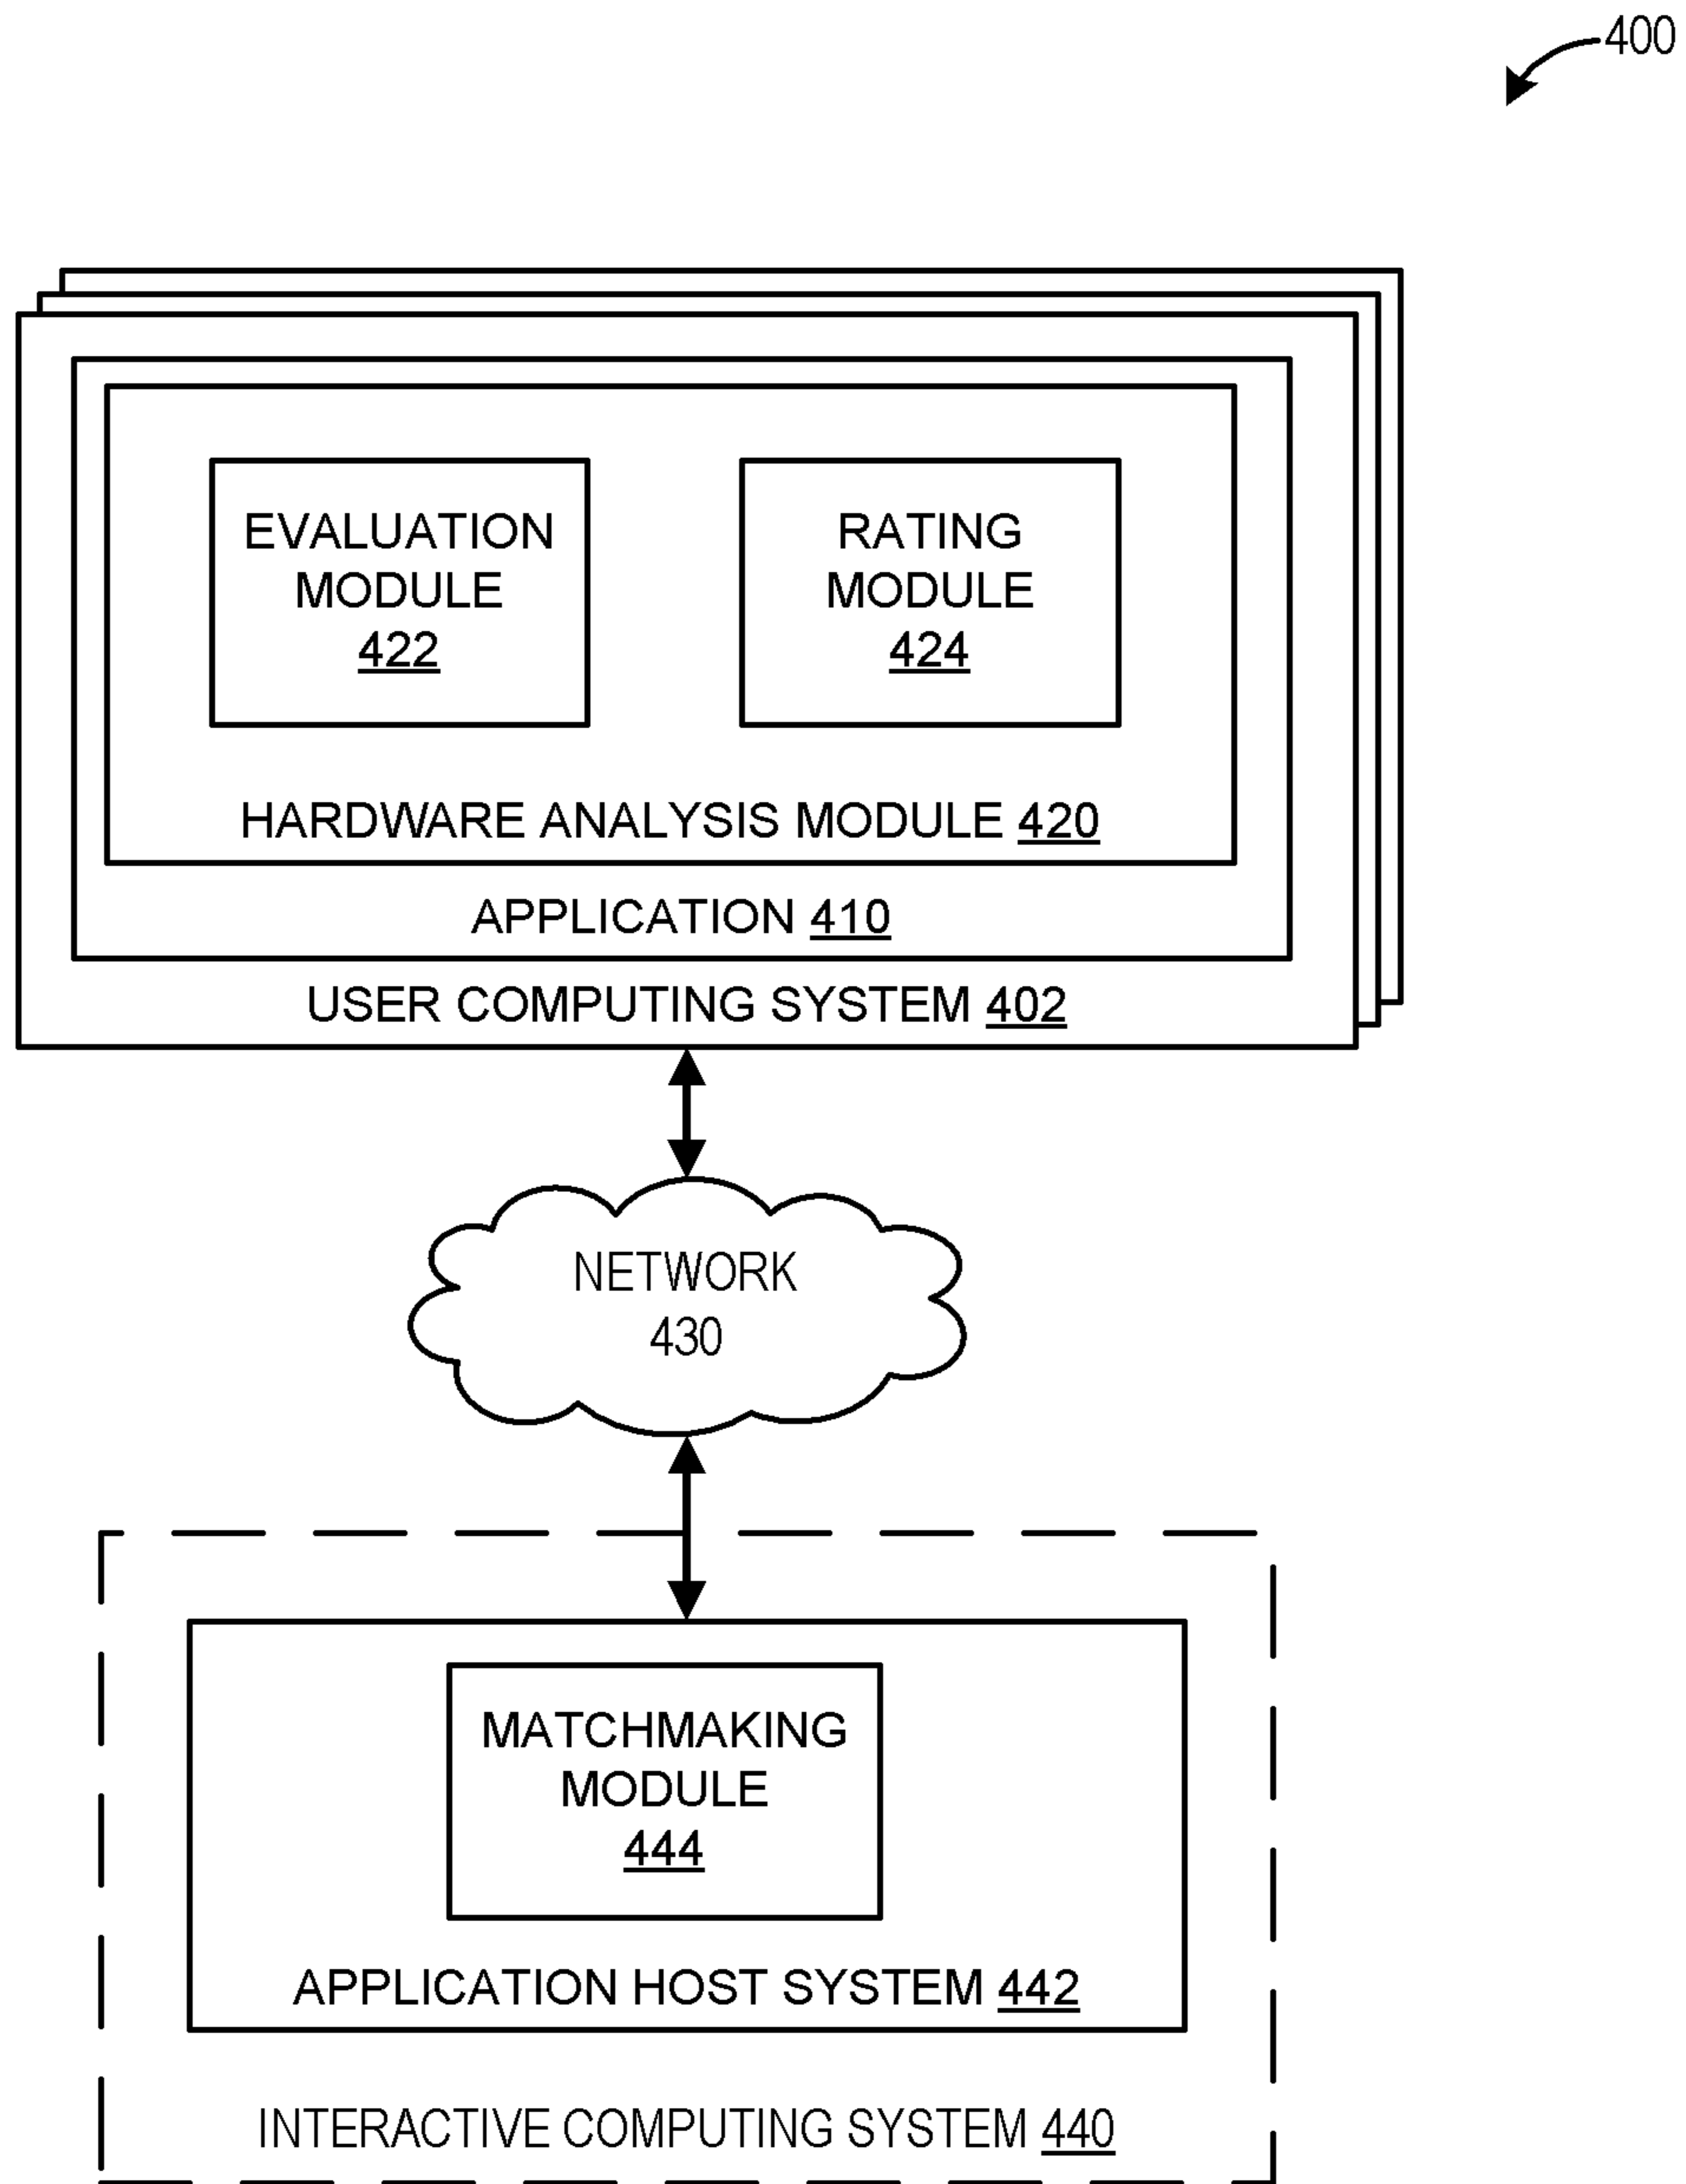 400
EVALUATION
MODULE
422
RATING
MODULE
424
HARDWARE ANALYSIS MODULE 420
APPLICATION 410
USER COMPUTING SYSTEM 402
NETWORK
430
MATCHMAKING
MODULE
444
APPLICATION HOST SYSTEM 442
INTERACTIVE COMPUTING SYSTEM 440